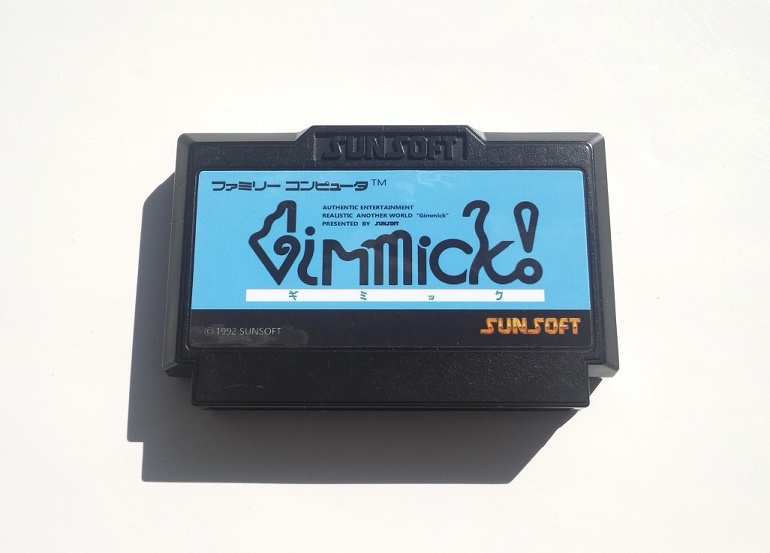 SUNSOFT
ファミリー コンピュータ™
AUTHENTIC ENTERTAINMENT
REALISTIC ANOTHER WORLD "Gimmick"
PRESENTED BY SUNSOFT
Gimmick!
ギミック
© 1992 SUNSOFT
SUNSOFT